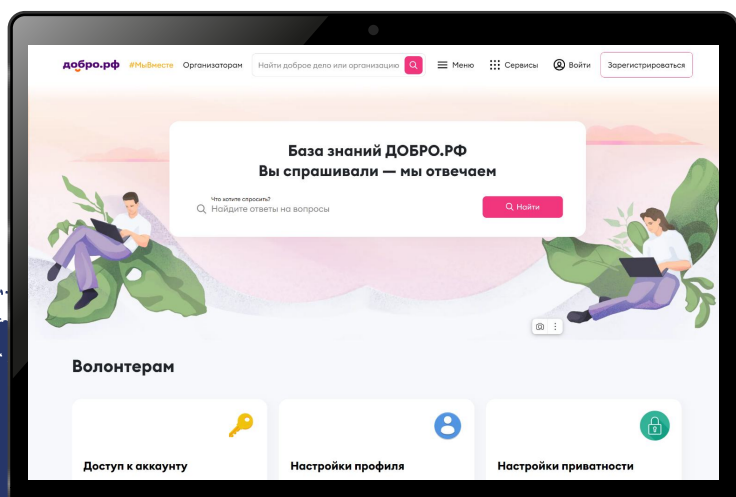 добро.рф #МыВместе Организаторам Найти доброе дело или организацию Меню Сервисы Войти Зарегистрироваться
База знаний ДОБРО.РФ
Вы спрашивали — мы отвечаем
Что хотите спросить?
Найдите ответы на вопросы Найти
Волонтерам
Доступ к аккаунту Настройки профиля Настройки приватности